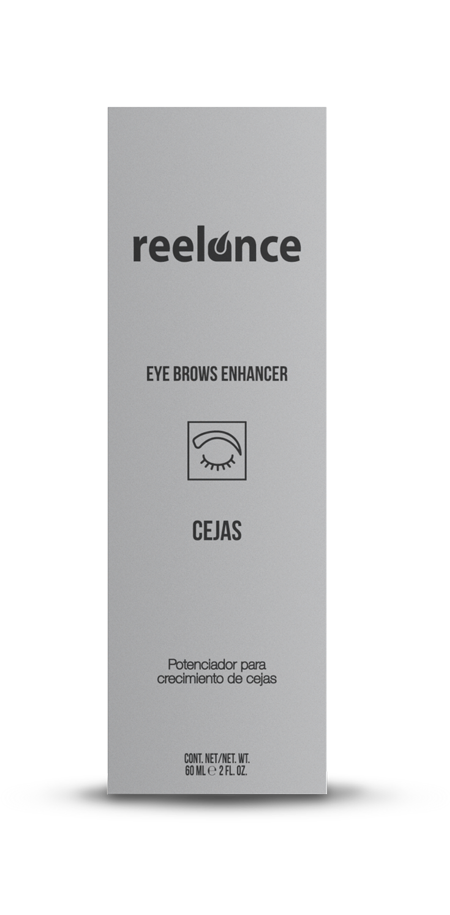 reelance
EYE BROWS ENHANCER
CEJAS
Potenciador para
crecimiento de cejas
CONT. NET/NET. WT.
60 ML ℮ 2 FL. OZ.